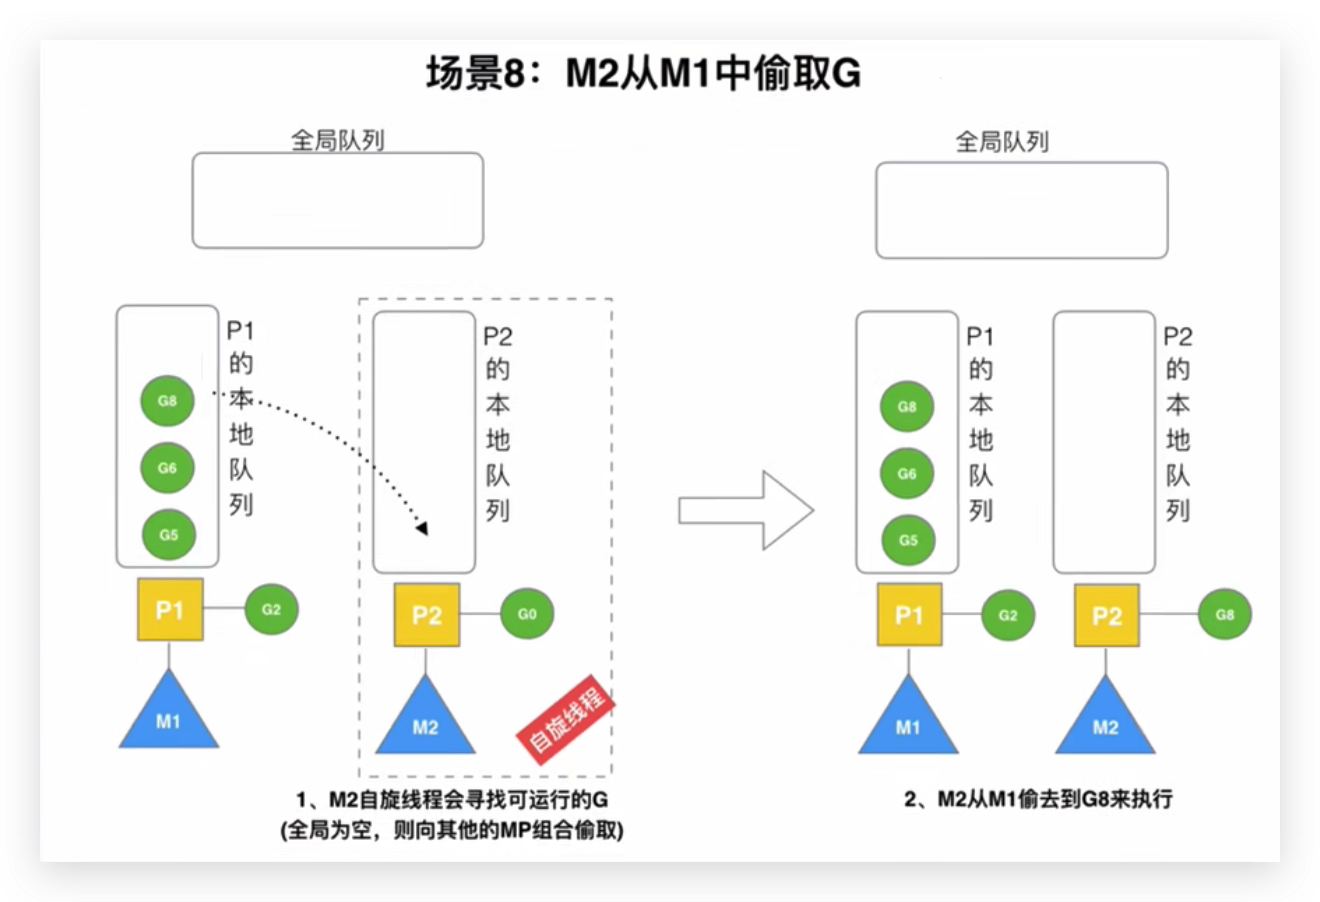 场景8：M2从M1中偷取G
全局队列
P1的本地队列
G8
G6
G5
P1
G2
M1
P2的本地队列
P2
G0
M2
自旋线程
1、M2自旋线程会寻找可运行的G
(全局为空，则向其他的MP组合偷取)
全局队列
P1的本地队列
G8
G6
G5
P1
G2
M1
P2的本地队列
P2
G8
M2
2、M2从M1偷去到G8来执行